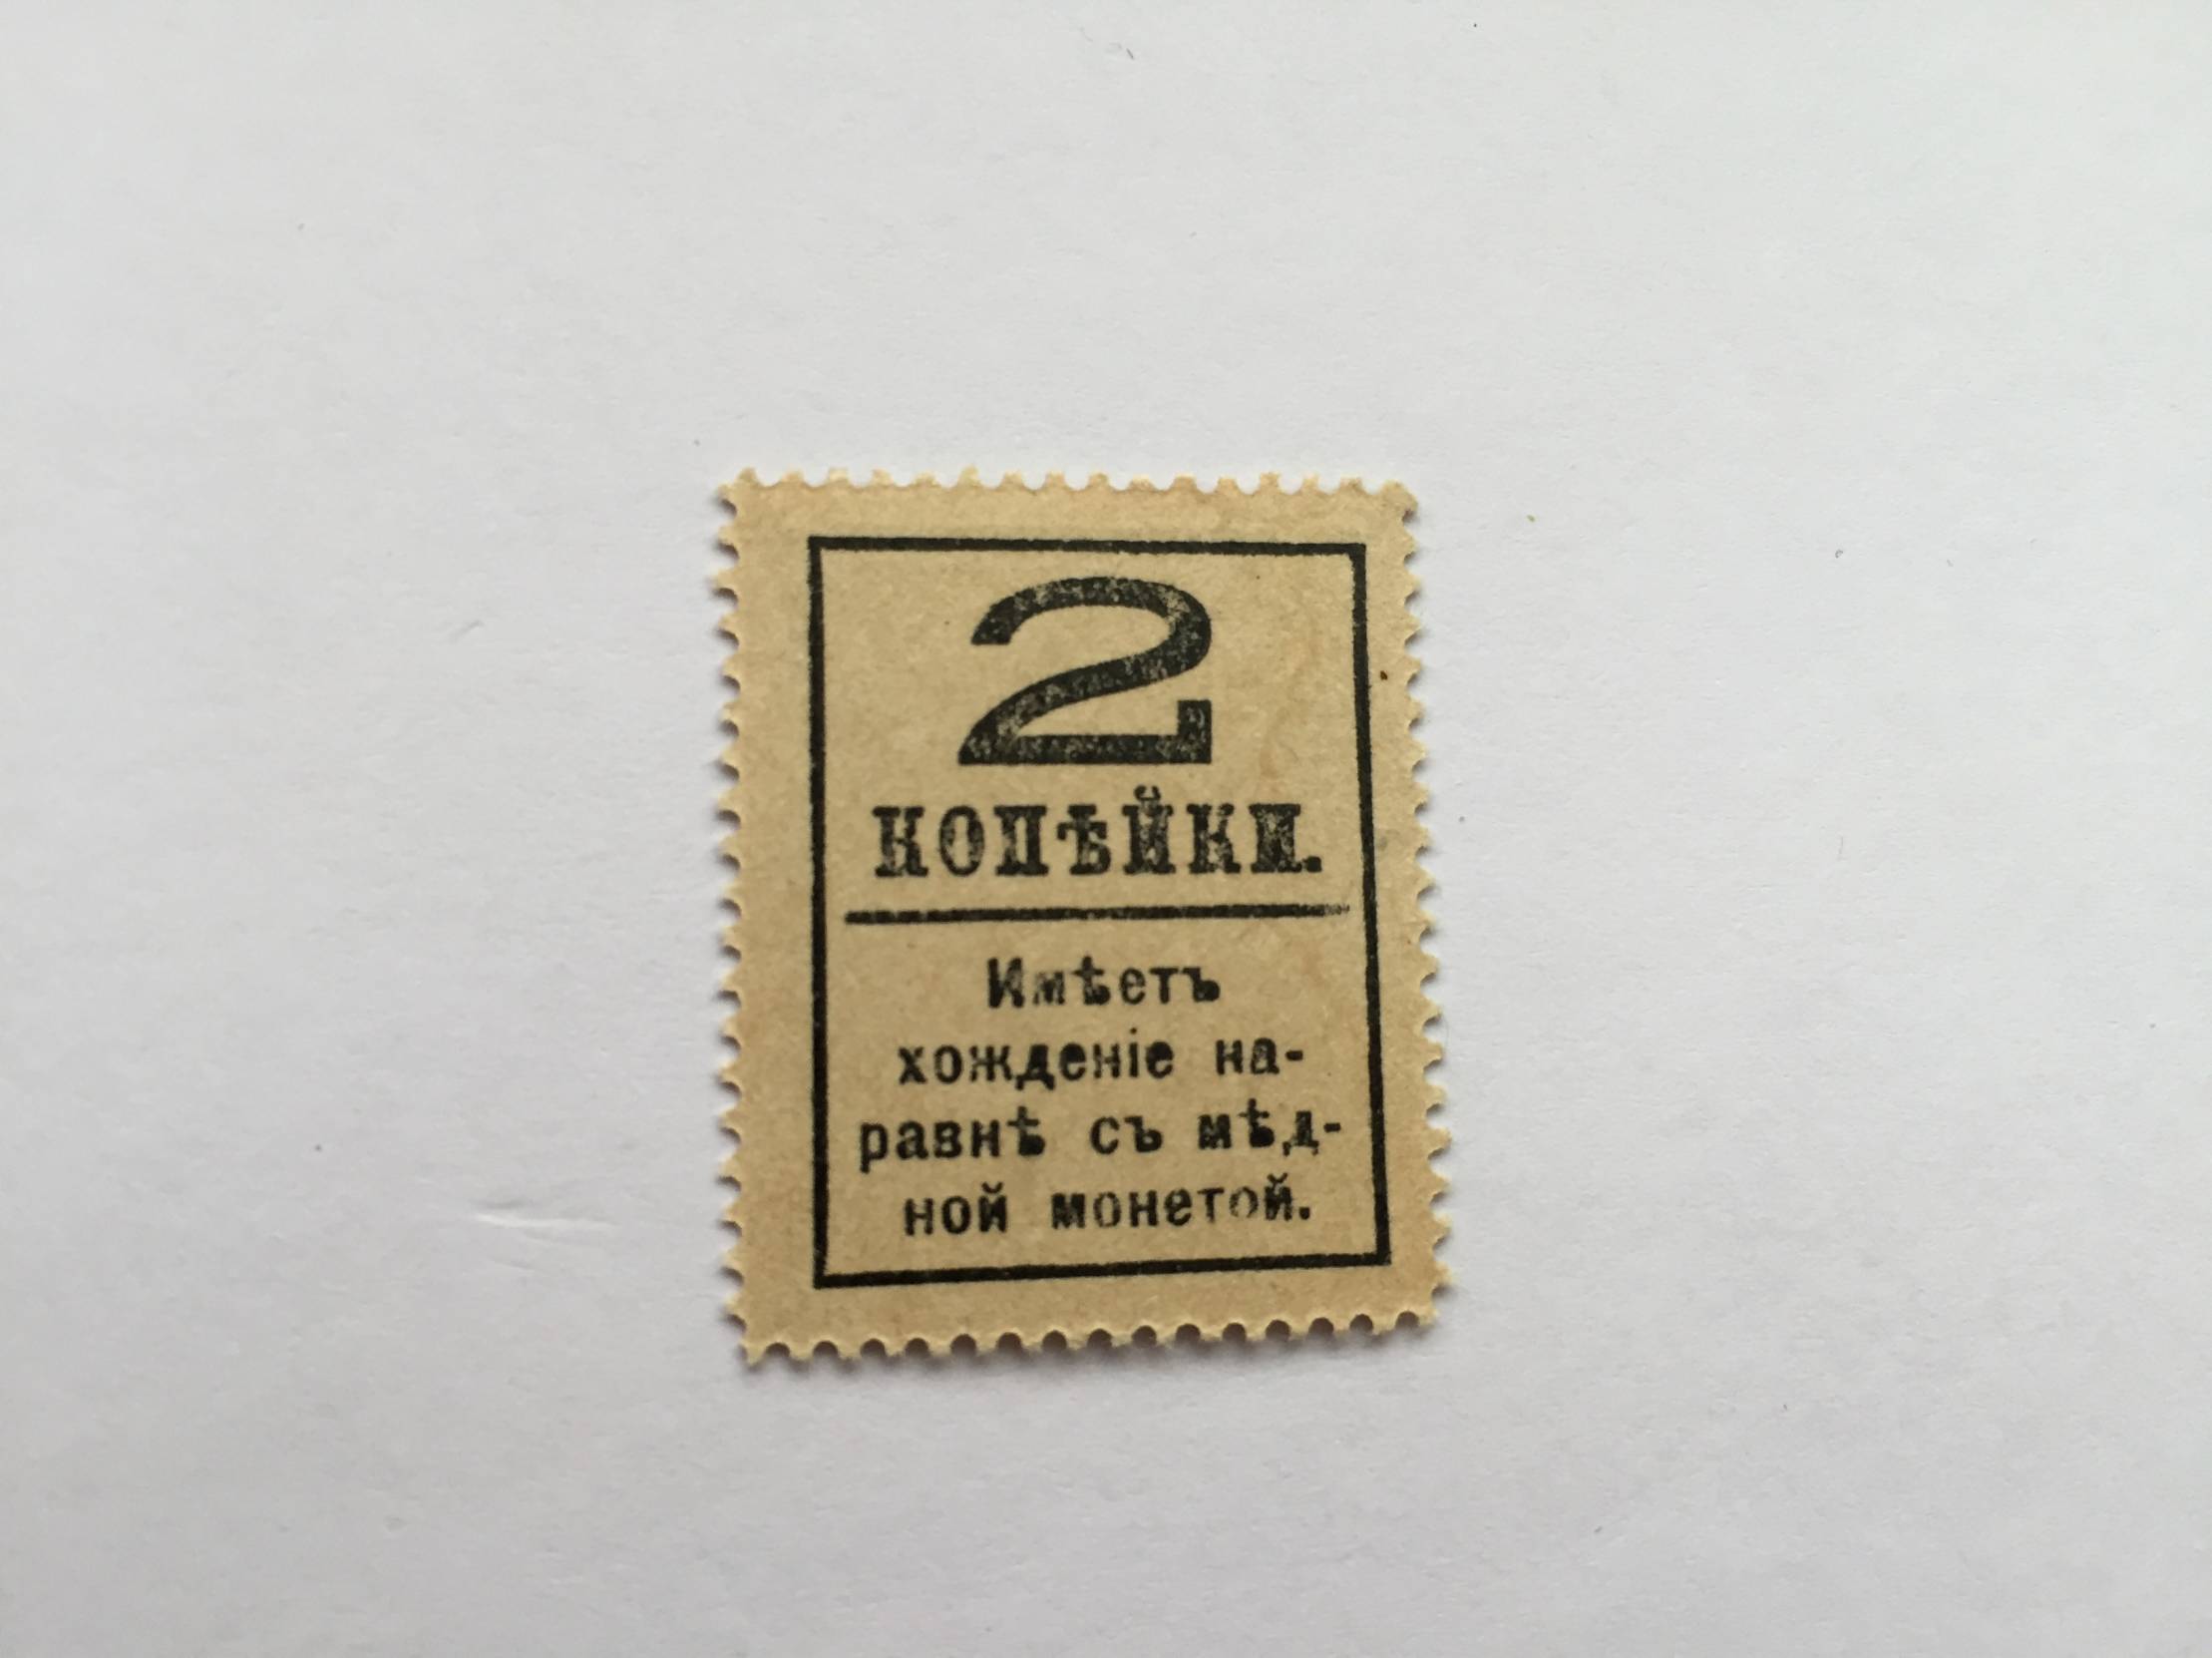 2
КОПѢЙКИ.
Имѣетъ
хожденіе на-
равнѣ съ мѣд-
ной монетой.